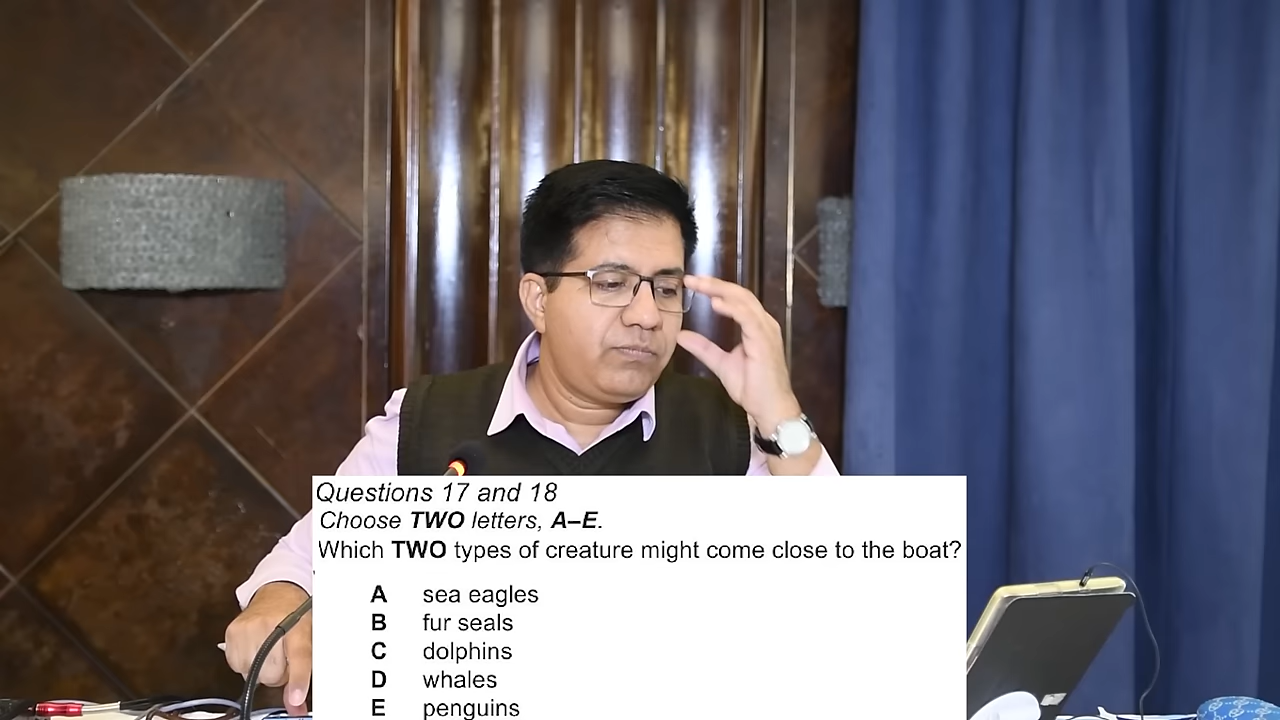 Questions 17 and 18
Choose TWO letters, A–E.
Which TWO types of creature might come close to the boat?
A sea eagles
B fur seals
C dolphins
D whales
E penguins